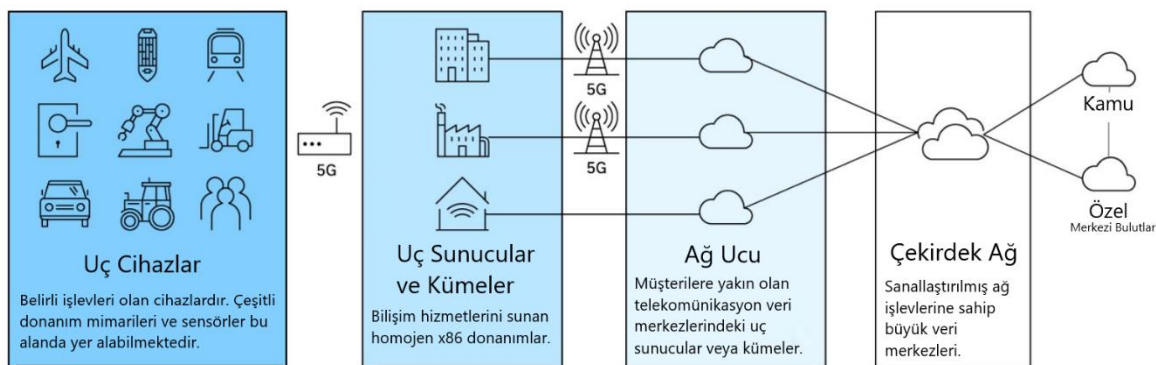 Uç Cihazlar
Belirli işlevleri olan cihazlardır. Çeşitli
donanım mimarileri ve sensörler bu
alanda yer alabilmektedir.
5G
Uç Sunucular
ve Kümeler
Bilişim hizmetlerini sunan
homojen x86 donanımlar.
5G
5G
Ağ Ucu
Müşterilere yakın olan
telekomünikasyon veri
merkezlerindeki uç
sunucular veya kümeler.
Çekirdek Ağ
Sanallaştırılmış ağ
işlevlerine sahip
büyük veri
merkezleri.
Kamu
Özel
Merkezi Bulutlar